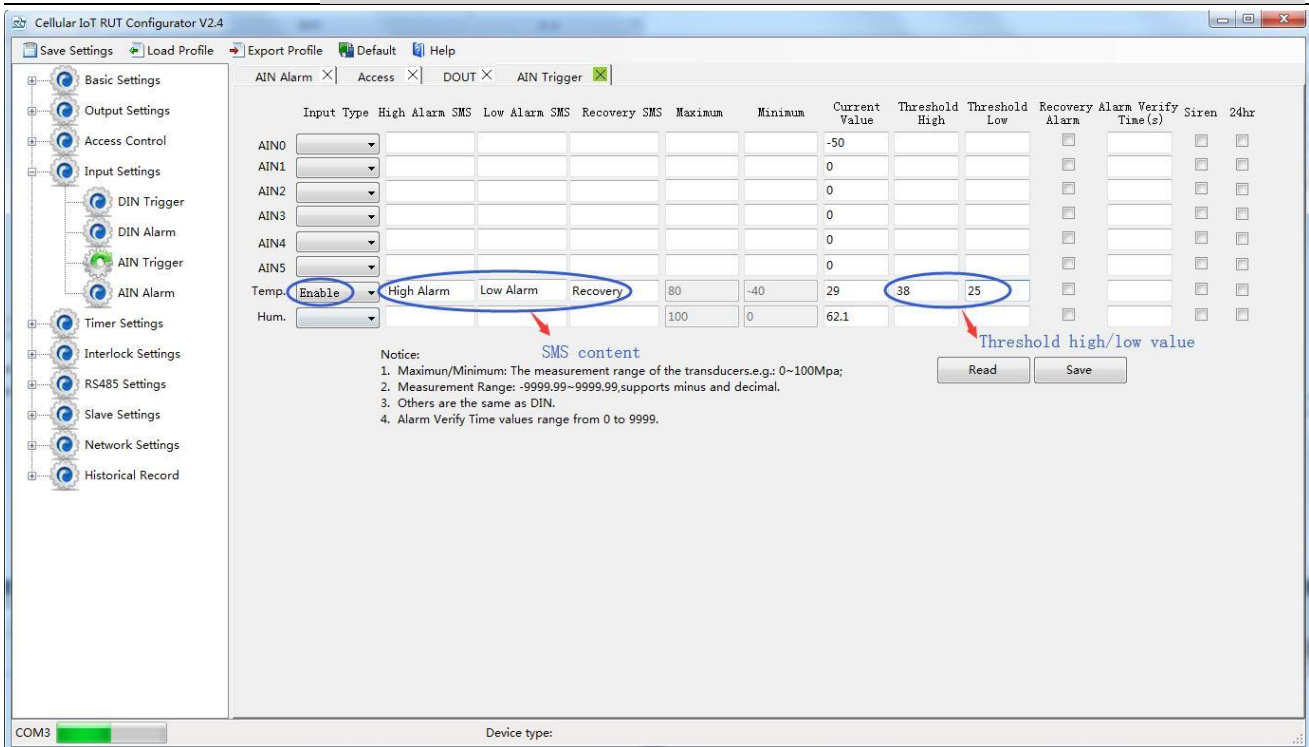 Cellular IoT RUT Configurator V2.4
Save Settings Load Profile Export Profile Default Help
Basic Settings
Output Settings
Access Control
Input Settings
DIN Trigger
DIN Alarm
AIN Trigger
AIN Alarm
Timer Settings
Interlock Settings
RS485 Settings
Slave Settings
Network Settings
Historical Record
AIN Alarm Access DOUT AIN Trigger
Input Type High Alarm SMS Low Alarm SMS Recovery SMS Maximum Minimum Current Value Threshold High Threshold Low Recovery Alarm Alarm Verify Time(s) Siren 24hr
AIN0 -50
AIN1 0
AIN2 0
AIN3 0
AIN4 0
AIN5 0
Temp. Enable High Alarm Low Alarm Recovery 80 -40 29 38 25
Hum. 100 0 62.1
SMS content
Threshold high/low value
Notice:
1. Maximun/Minimum: The measurement range of the transducers.e.g.: 0~100Mpa;
2. Measurement Range: -9999.99~9999.99,supports minus and decimal.
3. Others are the same as DIN.
4. Alarm Verify Time values range from 0 to 9999.
Read Save
COM3 Device type: